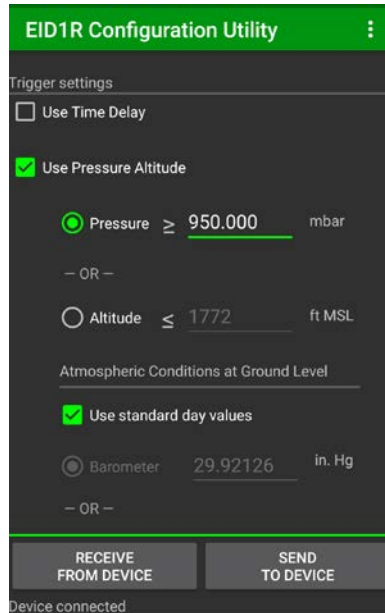 EID1R Configuration Utility
Trigger settings
Use Time Delay
Use Pressure Altitude
Pressure ≥ 950.000 mbar
— OR —
Altitude ≤ 1772 ft MSL
Atmospheric Conditions at Ground Level
Use standard day values
Barometer 29.92126 in. Hg
— OR —
RECEIVE FROM DEVICE
SEND TO DEVICE
Device connected